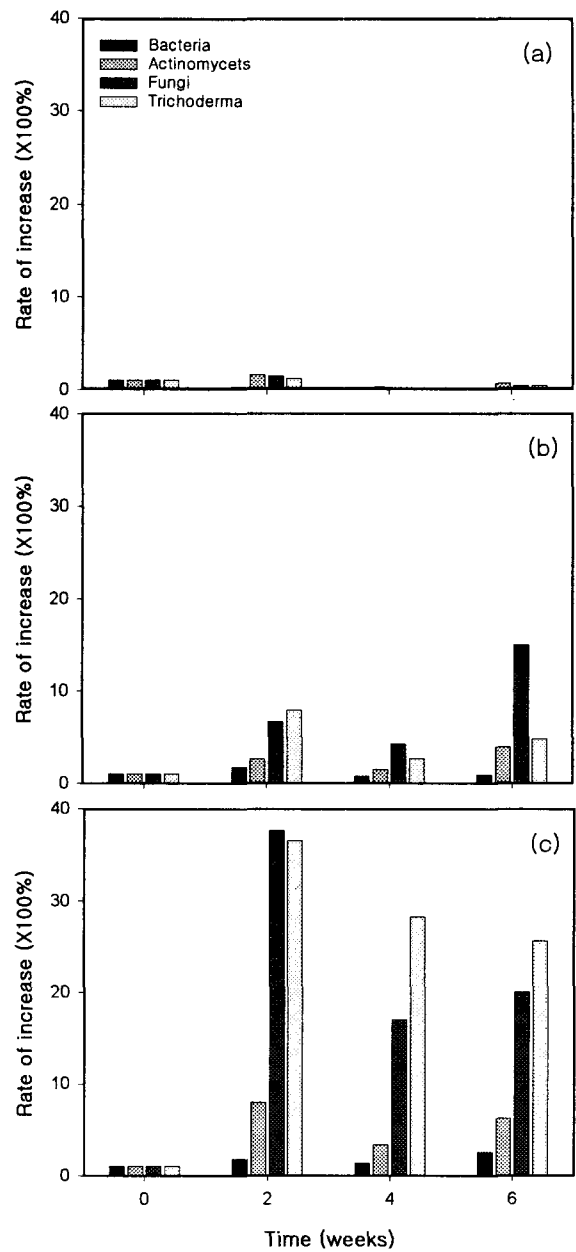 40
(a)
Bacteria
Actinomycets
Fungi
Trichoderma
30
20
10
0
Rate of increase (X100%)
40
(b)
30
20
10
0
Rate of increase (X100%)
40
(c)
30
20
10
0
Rate of increase (X100%)
0 2 4 6
Time (weeks)